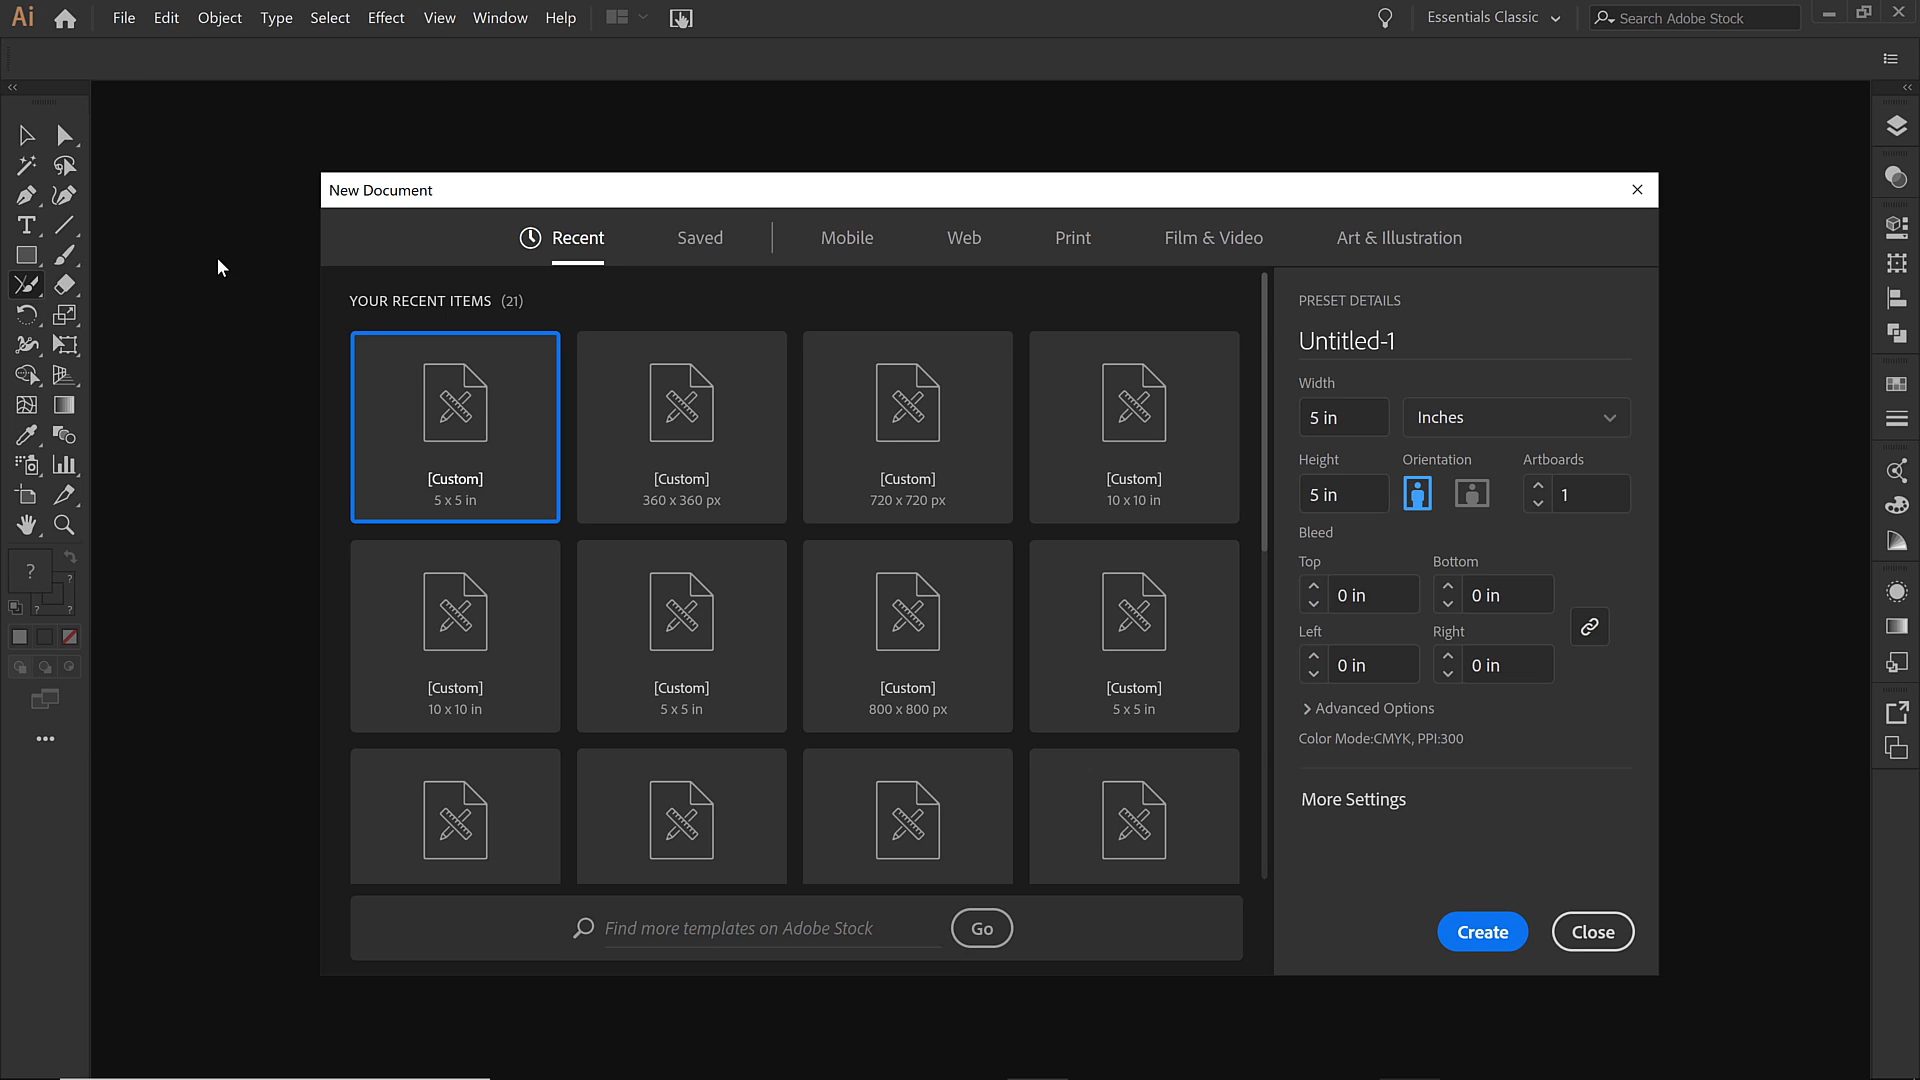 Ai File Edit Object Type Select Effect View Window Help Essentials Classic Search Adobe Stock
New Document
Recent Saved Mobile Web Print Film & Video Art & Illustration
YOUR RECENT ITEMS (21)
[Custom] [Custom] [Custom] [Custom]
5 x 5 in 360 x 360 px 720 x 720 px 10 x 10 in
[Custom] [Custom] [Custom] [Custom]
10 x 10 in 5 x 5 in 800 x 800 px 5 x 5 in
Find more templates on Adobe Stock Go
PRESET DETAILS
Untitled-1
Width
5 in Inches
Height Orientation Artboards
5 in 1
Bleed
Top Bottom
0 in 0 in
Left Right
0 in 0 in
Advanced Options
Color Mode:CMYK, PPI:300
More Settings
Create Close
T
? ?
? ?